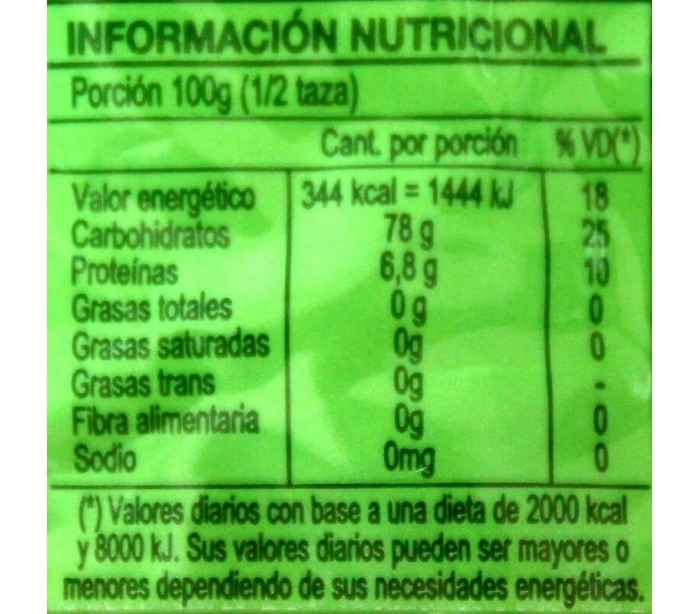 INFORMACIÓN NUTRICIONAL
Porción 100g (1/2 taza)
Cant. por porción % VD(*)
Valor energético 344 kcal = 1444 kJ 18
Carbohidratos 78 g 25
Proteínas 6,8 g 10
Grasas totales 0 g 0
Grasas saturadas 0g 0
Grasas trans 0g -
Fibra alimentaria 0g 0
Sodio 0mg 0
(*) Valores diarios con base a una dieta de 2000 kcal
y 8000 kJ. Sus valores diarios pueden ser mayores o
menores dependiendo de sus necesidades energéticas.